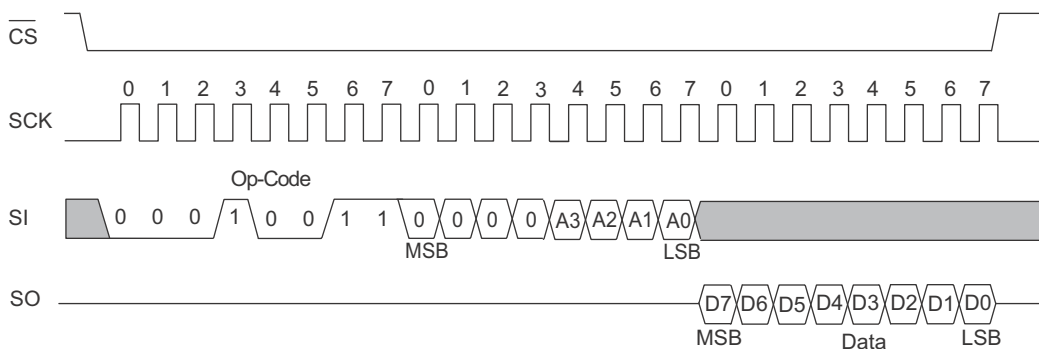 CS
0 1 2 3 4 5 6 7 0 1 2 3 4 5 6 7 0 1 2 3 4 5 6 7
SCK
Op-Code
SI 0 0 0 1 0 0 1 1 0 0 0 0 A3 A2 A1 A0
MSB LSB
SO D7 D6 D5 D4 D3 D2 D1 D0
MSB Data LSB